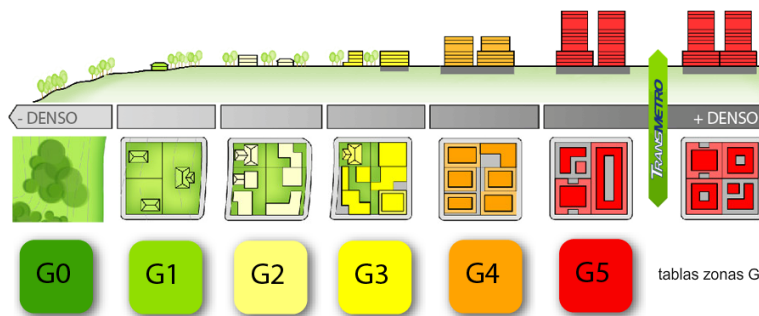 - DENSO
+ DENSO
TRANSMETRO
G0
G1
G2
G3
G4
G5
tablas zonas G